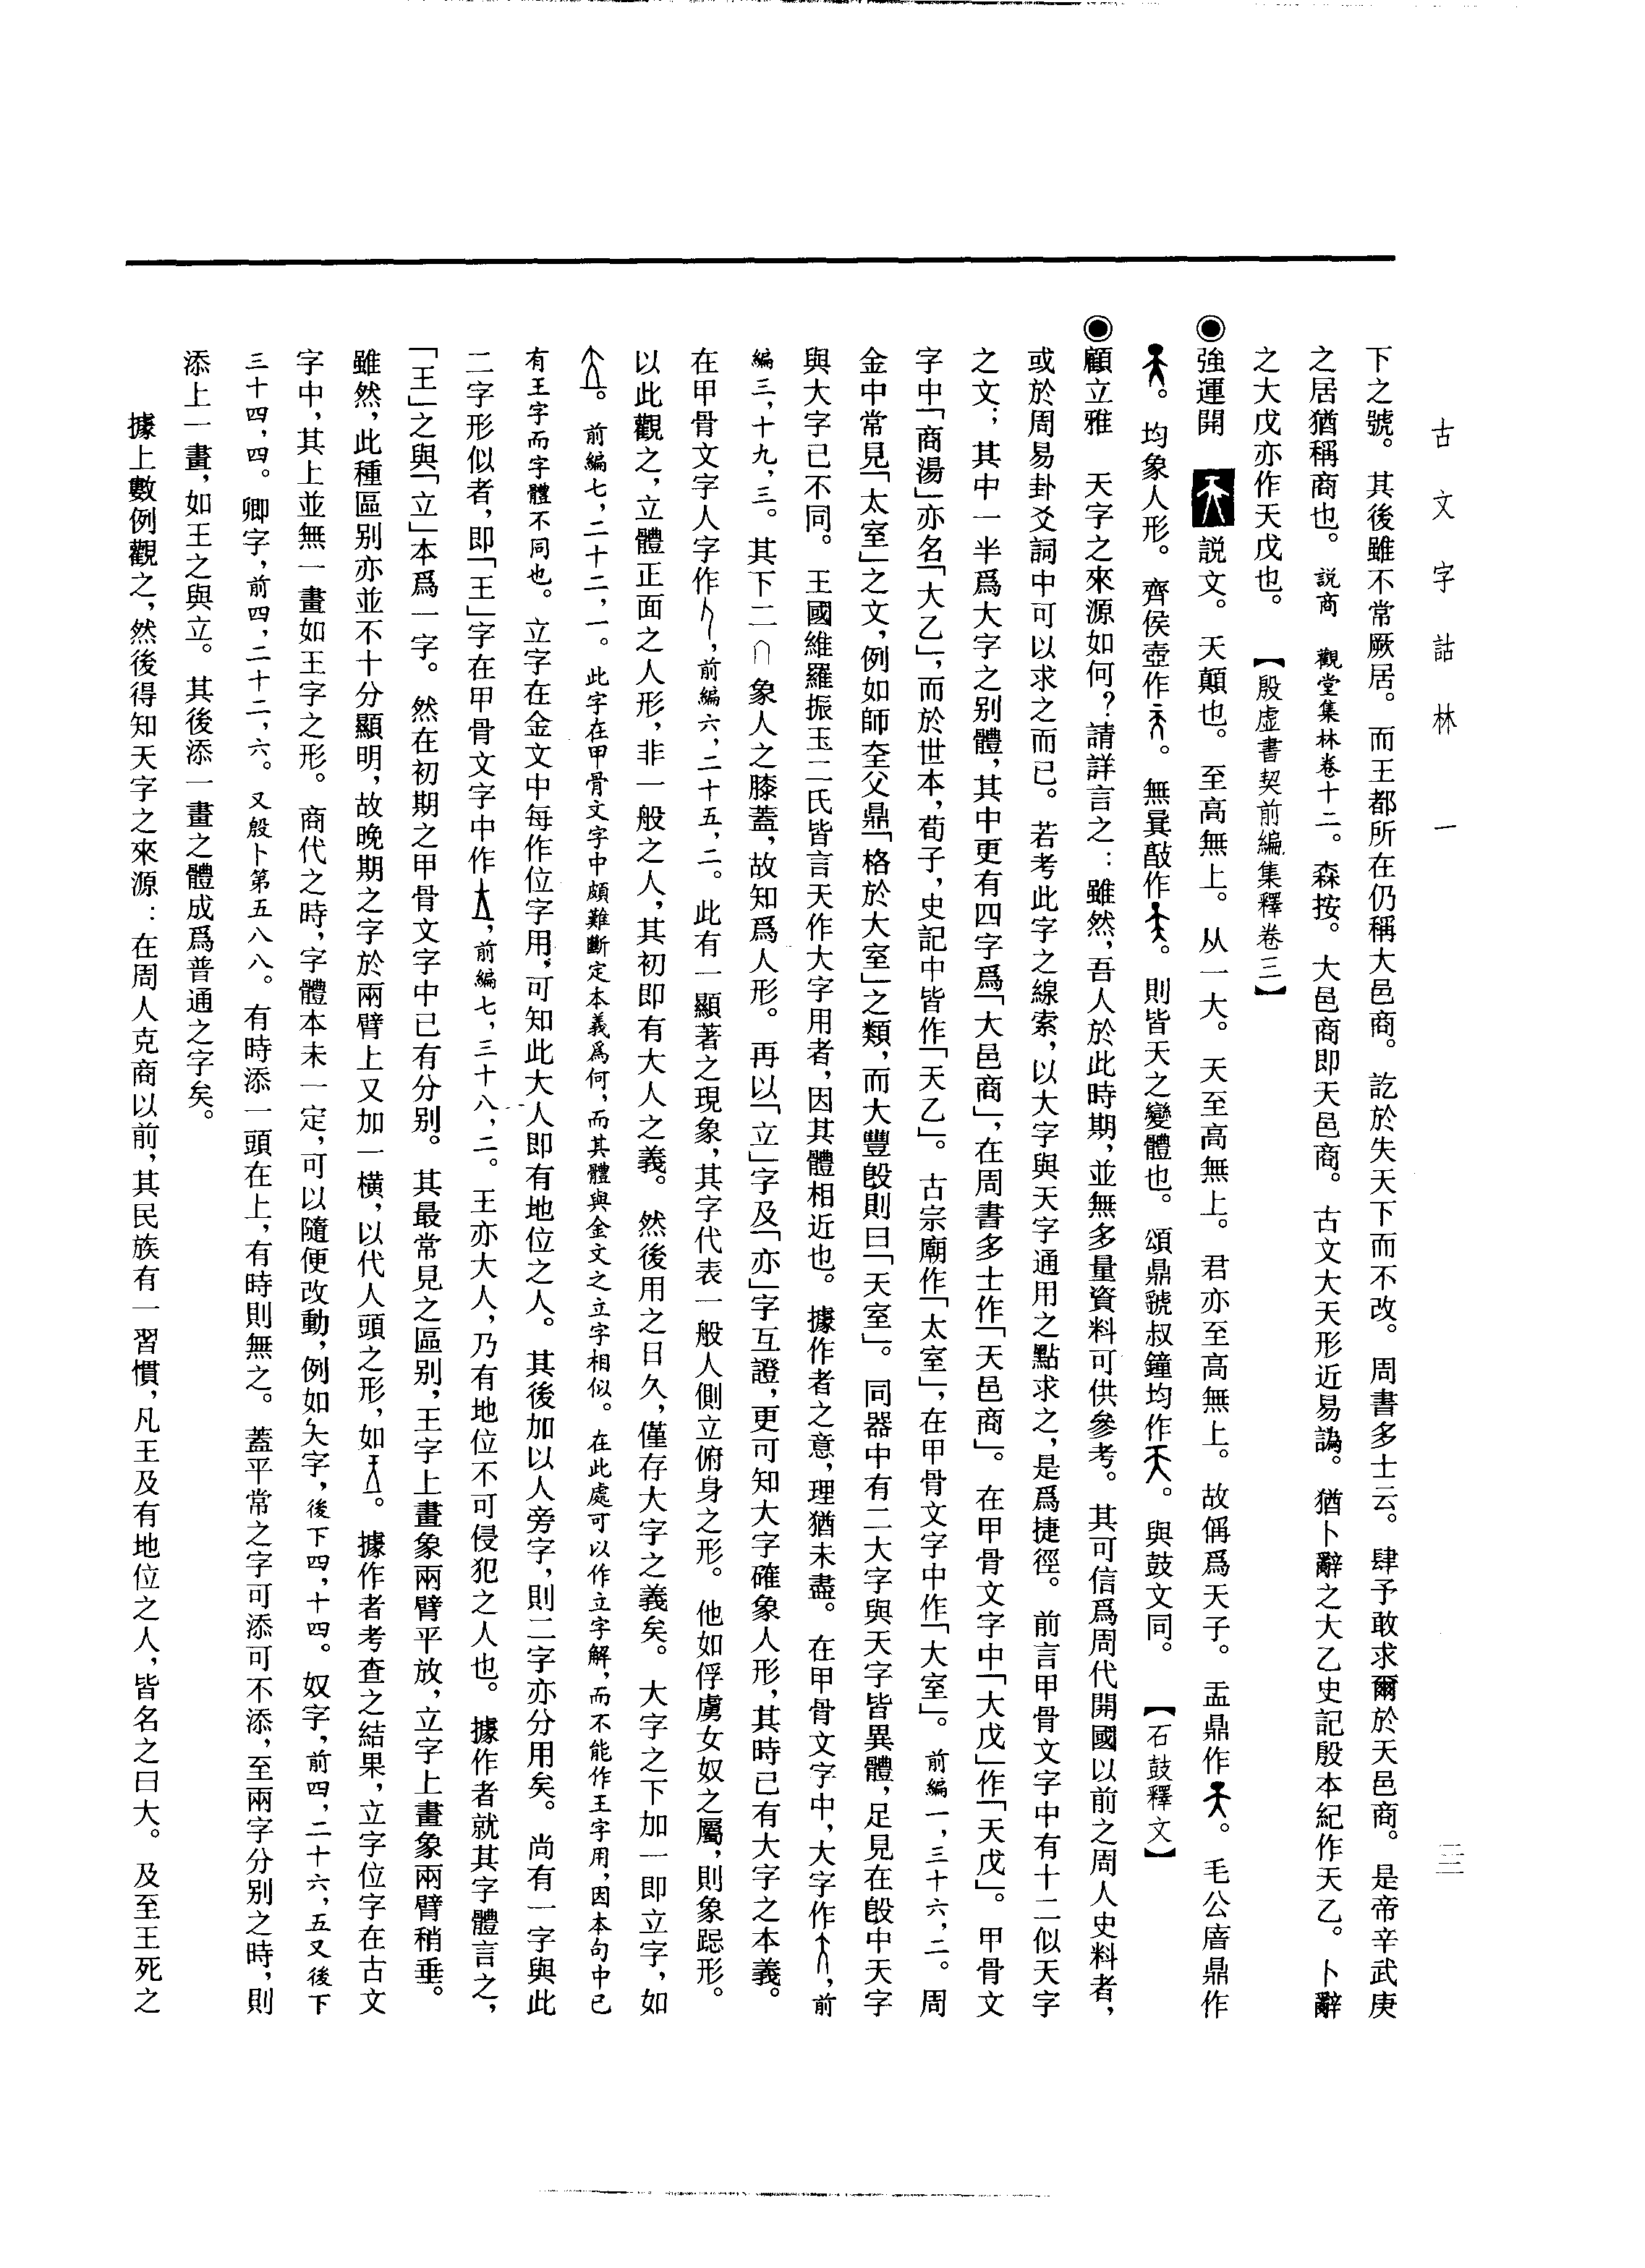 古文字詁林 一
三二
下之號。其後雖不常厥居。而王都所在仍稱大邑商。訖於失天下而不改。周書多士云。肆予敢求爾於天邑商。是帝辛武庚
之居猶稱商也。説商 觀堂集林卷十二。森按。大邑商即天邑商。古文大天形近易譌。猶卜辭之大乙史記殷本紀作天乙。卜辭
之大戊亦作天戊也。【殷虛書契前編集釋卷三】
◉強運開 説文。天顛也。至高無上。从一大。天至高無上。君亦至高無上。故偁爲天子。盂鼎作。毛公㢈鼎作
。均象人形。齊侯壺作。無㠱敲作。則皆天之變體也。頌鼎虢叔鐘均作。與鼓文同。【石鼓釋文】
◉顧立雅 天字之來源如何?請詳言之:雖然,吾人於此時期,並無多量資料可供參考。其可信爲周代開國以前之周人史料者,
或於周易卦爻詞中可以求之而已。若考此字之線索,以大字與天字通用之點求之,是爲捷徑。前言甲骨文字中有十二似天字
之文;其中一半爲大字之別體,其中更有四字爲「大邑商」,在周書多士作「天邑商」。在甲骨文字中「大戊」作「天戊」。甲骨文
字中「商湯」亦名「大乙」,而於世本,荀子,史記中皆作「天乙」。古宗廟作「太室」,在甲骨文字中作「大室」。前編一,三十六,二。周
金中常見「太室」之文,例如師㚔父鼎「格於大室」之類,而大豐𣪘則曰「天室」。同器中有二大字與天字皆異體,足見在𣪘中天字
與大字已不同。王國維羅振玉二氏皆言天作大字用者,因其體相近也。據作者之意,理猶未盡。在甲骨文字中,大字作,前
編三,十九,三。其下二∩象人之膝蓋,故知爲人形。再以「立」字及「亦」字互證,更可知大字確象人形,其時已有大字之本義。
在甲骨文字人字作,前編六,二十五,二。此有一顯著之現象,其字代表一般人側立俯身之形。他如俘虜女奴之屬,則象跽形。
以此觀之,立體正面之人形,非一般之人,其初即有大人之義。然後用之日久,僅存大字之義矣。大字之下加一即立字,如
。前編七,二十二,一。此字在甲骨文字中頗難斷定本義爲何,而其體與金文之立字相似。在此處可以作立字解,而不能作王字用,因本句中已
有王字而字體不同也。立字在金文中每作位字用,可知此大人即有地位之人。其後加以人旁字,則二字亦分用矣。尚有一字與此
二字形似者,即「王」字在甲骨文字中作,前編七,三十八,二。王亦大人,乃有地位不可侵犯之人也。據作者就其字體言之,
「王」之與「立」本爲一字。然在初期之甲骨文字中已有分別。其最常見之區別,王字上畫象兩臂平放,立字上畫象兩臂稍垂。
雖然,此種區別亦並不十分顯明,故晚期之字於兩臂上又加一橫,以代人頭之形,如。據作者考查之結果,立字位字在古文
字中,其上並無一畫如王字之形。商代之時,字體本未一定,可以隨便改動,例如字,後下四,十四。奴字,前四,二十六,五又後下
三十四,四。卿字,前四,二十二,六。又殷卜第五八八。有時添一頭在上,有時則無之。蓋平常之字可添可不添,至兩字分別之時,則
添上一畫,如王之與立。其後添一畫之體成爲普通之字矣。
據上數例觀之,然後得知天字之來源:在周人克商以前,其民族有一習慣,凡王及有地位之人,皆名之曰大。及至王死之